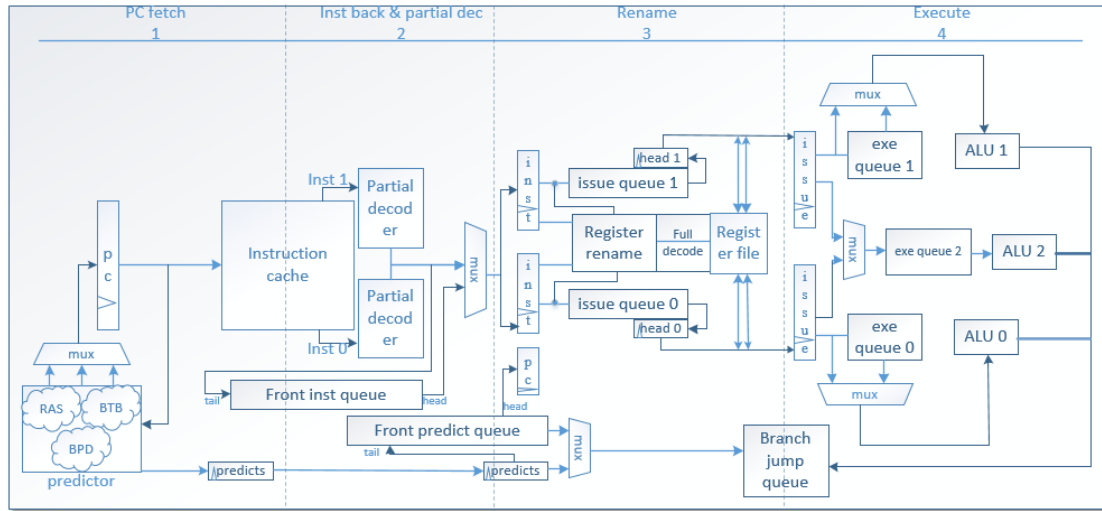 PC fetch
1
Inst back & partial dec
2
Rename
3
Execute
4
mux
exe
queue 1
ALU 1
i
s
s
u
e
head 1
issue queue 1
i
n
s
t
Inst 1
Partial
decod
er
p
c
Instruction
cache
mux
Register
rename
Full
decode
Regist
er file
mux
exe queue 2
ALU 2
Partial
decod
er
Inst 0
i
n
s
t
issue queue 0
head 0
i
s
s
u
e
exe
queue 0
ALU 0
mux
mux
RAS
BTB
BPD
predictor
tail
Front inst queue
head
p
c
head
Front predict queue
tail
mux
predicts
predicts
Branch
jump
queue